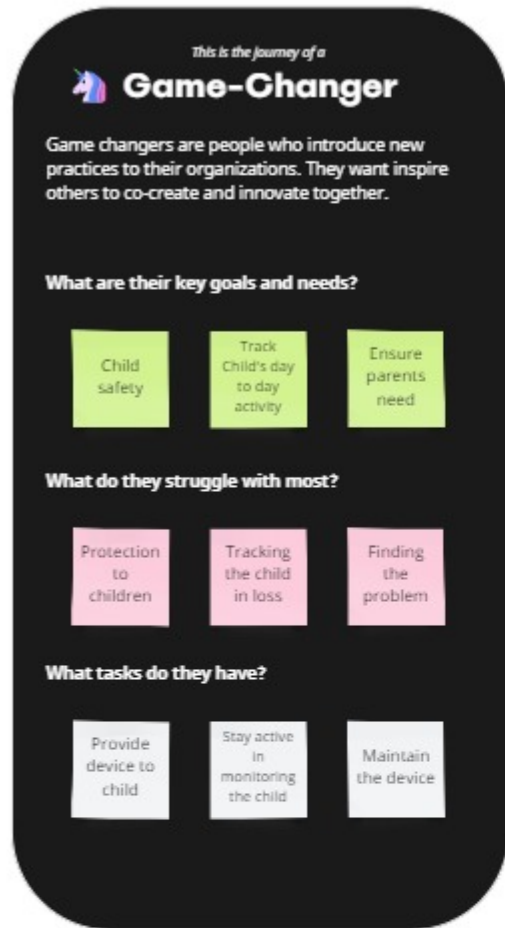 This is the journey of a
Game-Changer
Game changers are people who introduce new
practices to their organizations. They want inspire
others to co-create and innovate together.
What are their key goals and needs?
Child
safety
Track
Child's day
to day
activity
Ensure
parents
need
What do they struggle with most?
Protection
to
children
Tracking
the child
in loss
Finding
the
problem
What tasks do they have?
Provide
device to
child
Stay active
in
monitoring
the child
Maintain
the device